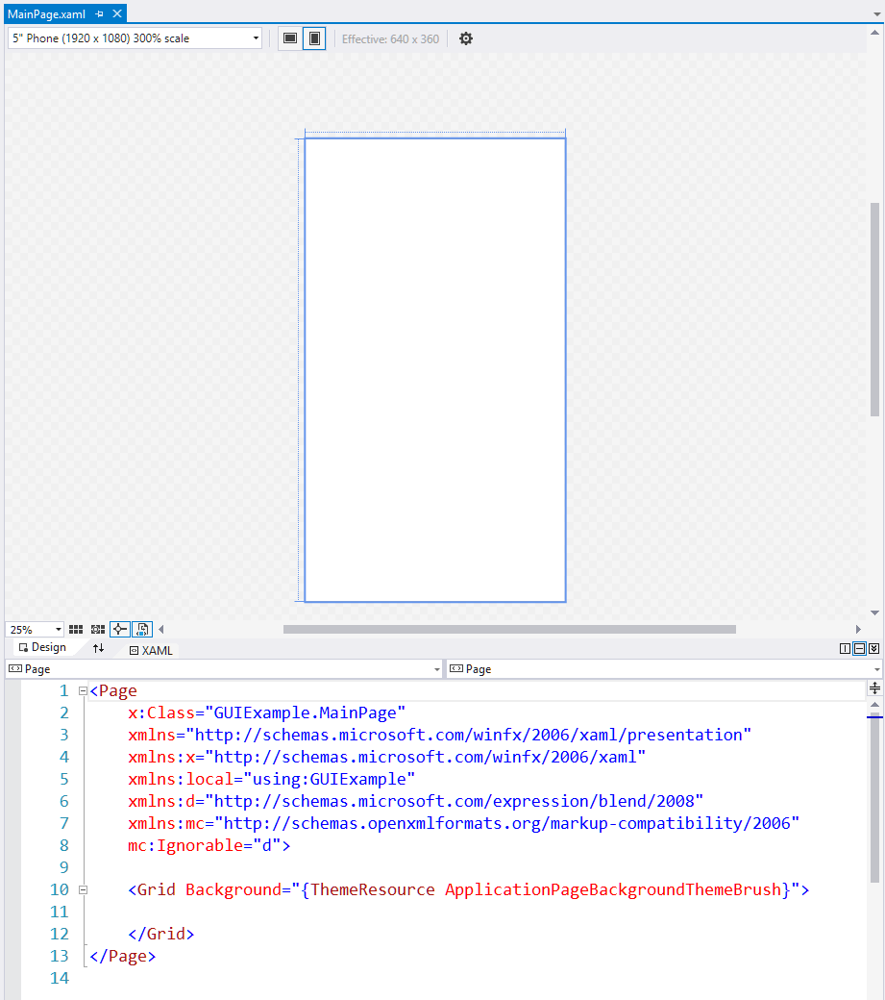 MainPage.xaml
5" Phone (1920 x 1080) 300% scale Effective: 640 x 360
25%
Design XAML
Page Page
1 <Page
2 x:Class="GUIExample.MainPage"
3 xmlns="http://schemas.microsoft.com/winfx/2006/xaml/presentation"
4 xmlns:x="http://schemas.microsoft.com/winfx/2006/xaml"
5 xmlns:local="using:GUIExample"
6 xmlns:d="http://schemas.microsoft.com/expression/blend/2008"
7 xmlns:mc="http://schemas.openxmlformats.org/markup-compatibility/2006"
8 mc:Ignorable="d">
9
10 <Grid Background="{ThemeResource ApplicationPageBackgroundThemeBrush}">
11
12 </Grid>
13 </Page>
14